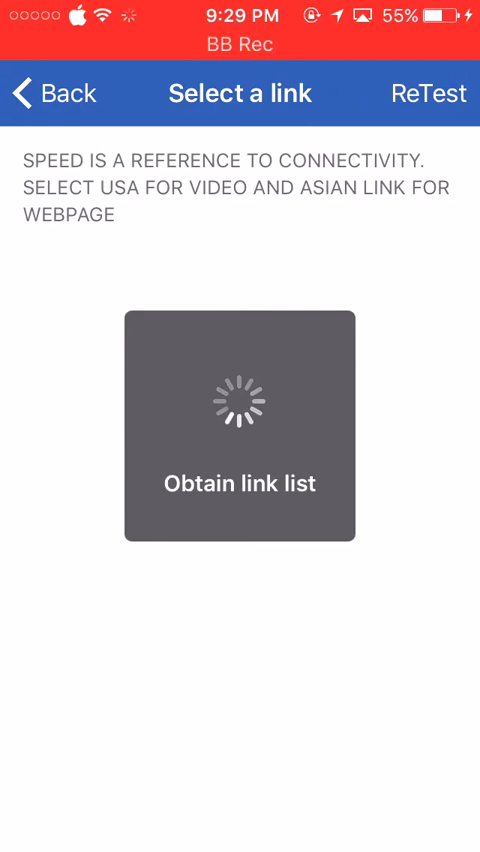 9:29 PM 55%
BB Rec
Back Select a link ReTest
SPEED IS A REFERENCE TO CONNECTIVITY.
SELECT USA FOR VIDEO AND ASIAN LINK FOR
WEBPAGE
Obtain link list